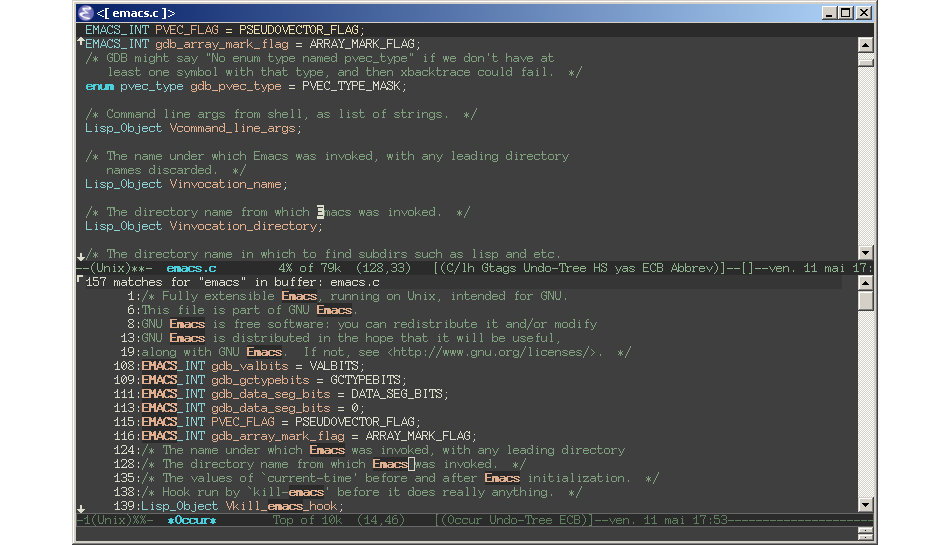 <[ emacs.c ]>
EMACS_INT PVEC_FLAG = PSEUDOVECTOR_FLAG;
EMACS_INT gdb_array_mark_flag = ARRAY_MARK_FLAG;
/* GDB might say "No enum type named pvec_type" if we don't have at
least one symbol with that type, and then xbacktrace could fail.  */
enum pvec_type gdb_pvec_type = PVEC_TYPE_MASK;
/* Command line args from shell, as list of strings.  */
Lisp_Object Vcommand_line_args;
/* The name under which Emacs was invoked, with any leading directory
names discarded.  */
Lisp_Object Vinvocation_name;
/* The directory name from which Emacs was invoked.  */
Lisp_Object Vinvocation_directory;
/* The directory name in which to find subdirs such as lisp and etc.
--(Unix)**-  emacs.c        4% of 79k  (128,33)    [(C/lh Gtags Undo-Tree HS yas ECB Abbrev)]--[]--ven. 11 mai 17:
157 matches for "emacs" in buffer: emacs.c
1:/* Fully extensible Emacs, running on Unix, intended for GNU.
6:This file is part of GNU Emacs.
8:GNU Emacs is free software: you can redistribute it and/or modify
13:GNU Emacs is distributed in the hope that it will be useful,
19:along with GNU Emacs.  If not, see <http://www.gnu.org/licenses/>.  */
108:EMACS_INT gdb_valbits = VALBITS;
109:EMACS_INT gdb_gctypebits = GCTYPEBITS;
111:EMACS_INT gdb_data_seg_bits = DATA_SEG_BITS;
113:EMACS_INT gdb_data_seg_bits = 0;
115:EMACS_INT PVEC_FLAG = PSEUDOVECTOR_FLAG;
116:EMACS_INT gdb_array_mark_flag = ARRAY_MARK_FLAG;
124:/* The name under which Emacs was invoked, with any leading directory
128:/* The directory name from which Emacs was invoked.  */
135:/* The values of `current-time' before and after Emacs initialization.  */
138:/* Hook run by `kill-emacs' before it does really anything.  */
139:Lisp_Object Vkill_emacs_hook;
-1(Unix)%%-  *Occur*        Top of 10k  (14,46)     [(Occur Undo-Tree ECB)]--ven. 11 mai 17:53-----------------